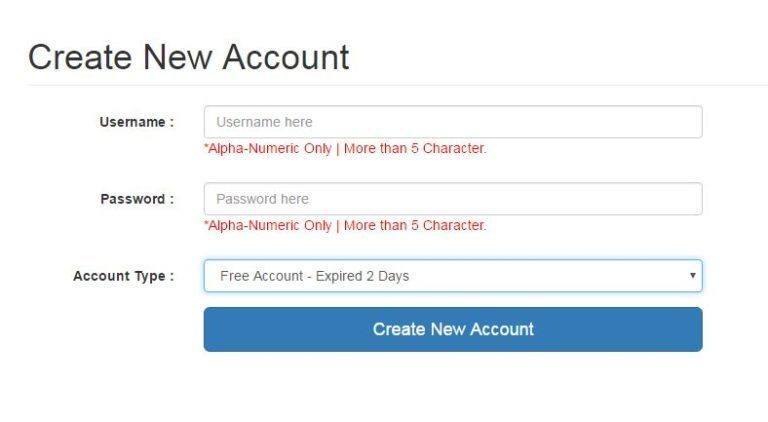 Create New Account
Username :
Username here
*Alpha-Numeric Only | More than 5 Character.
Password :
Password here
*Alpha-Numeric Only | More than 5 Character.
Account Type :
Free Account - Expired 2 Days
Create New Account